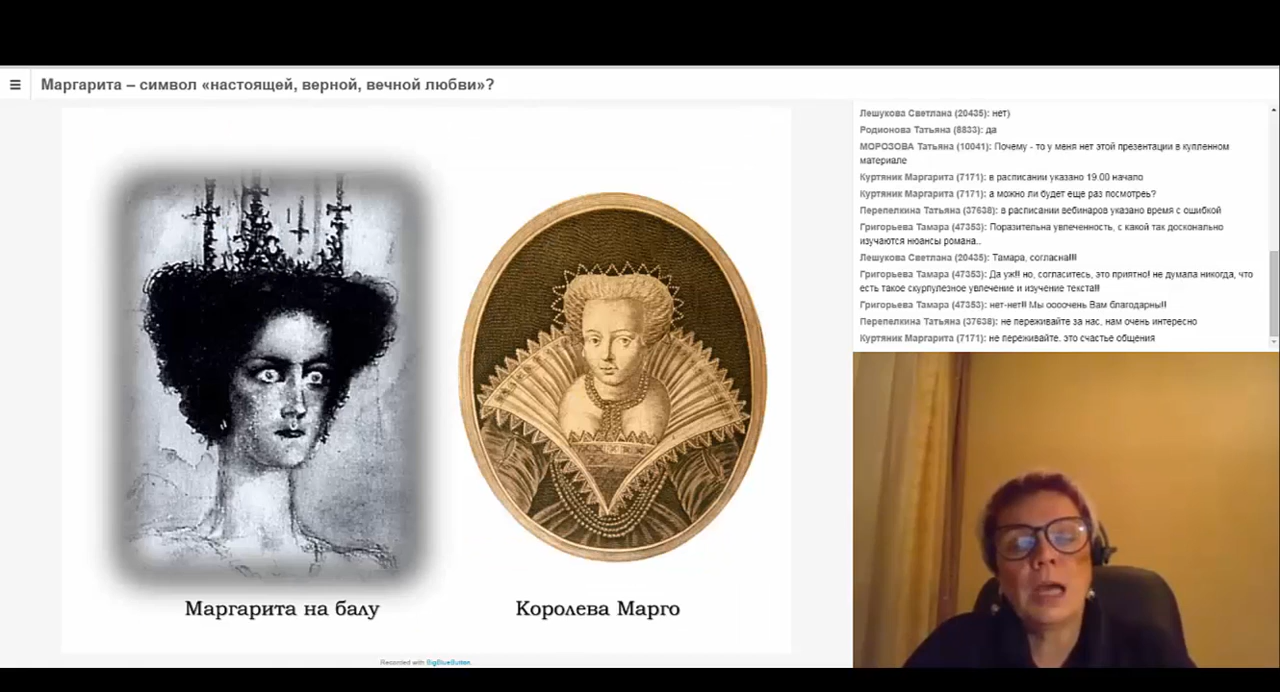 Маргарита – символ «настоящей, верной, вечной любви»?
Маргарита на балу
Королева Марго
Recorded with BigBlueButton.
Лешукова Светлана (20435): нет)
Родионова Татьяна (8833): да
МОРОЗОВА Татьяна (10041): Почему - то у меня нет этой презентации в купленном
материале
Куртяник Маргарита (7171): в расписании указано 19.00 начало
Куртяник Маргарита (7171): а можно ли будет еще раз посмотреь?
Перепелкина Татьяна (37638): в расписании вебинаров указано время с ошибкой
Григорьева Тамара (47353): Поразительна увлеченность, с какой так досконально
изучаются нюансы романа..
Лешукова Светлана (20435): Тамара, согласна!!!
Григорьева Тамара (47353): Да уж!! но, согласитесь, это приятно! не думала никогда, что
есть такое скурпулезное увлечение и изучение текста!!
Григорьева Тамара (47353): нет-нет!! Мы оооочень Вам благодарны!!
Перепелкина Татьяна (37638): не переживайте за нас, нам очень интересно
Куртяник Маргарита (7171): не переживайте. это счастье общения